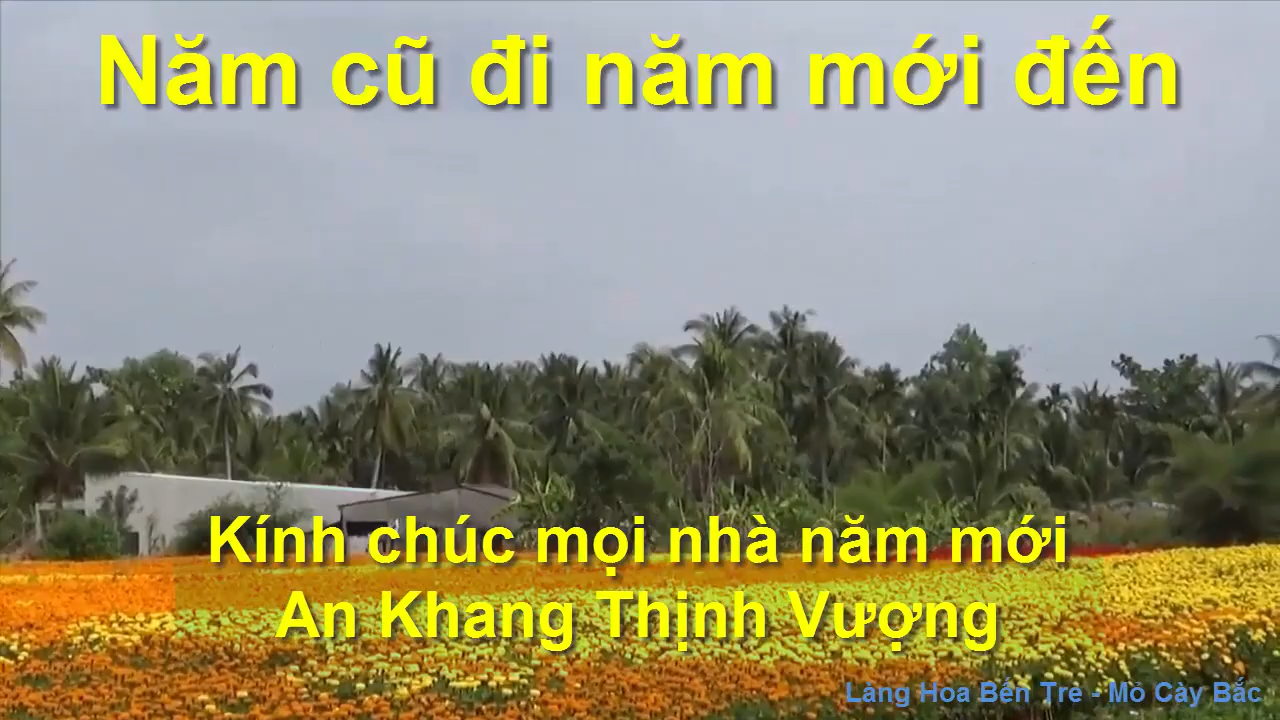 Năm cũ đi năm mới đến
Kính chúc mọi nhà năm mới
An Khang Thịnh Vượng
Làng Hoa Bến Tre - Mỏ Cày Bắc